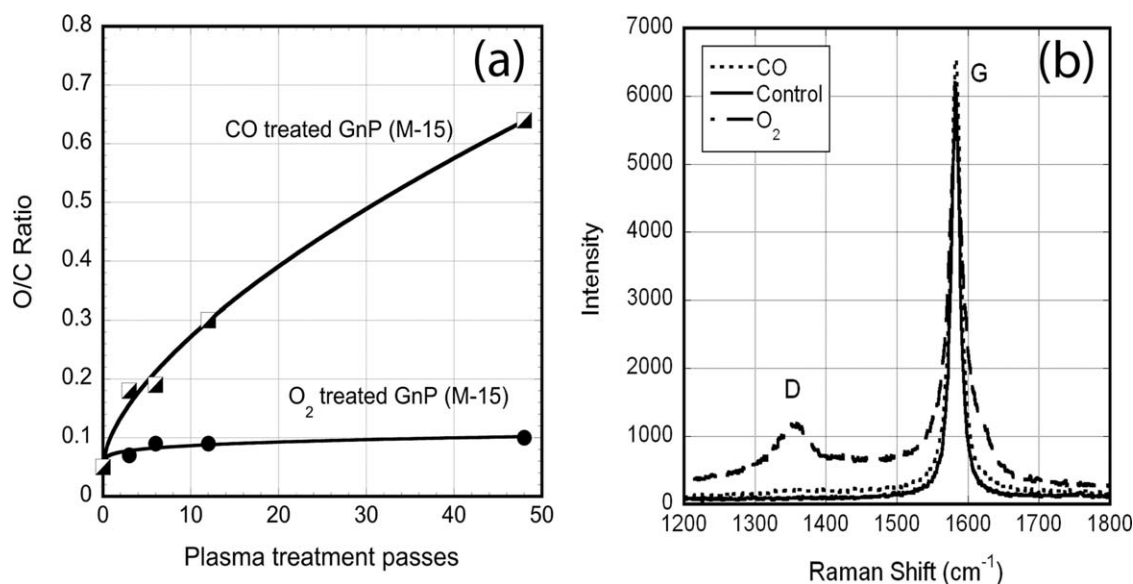 (a)
0.8
0.7
0.6
0.5
0.4
0.3
0.2
0.1
0
O/C Ratio
CO treated GnP (M-15)
O₂ treated GnP (M-15)
0 10 20 30 40 50
Plasma treatment passes
(b)
7000
6000
5000
4000
3000
2000
1000
0
Intensity
CO
Control
O₂
G
D
1200 1300 1400 1500 1600 1700 1800
Raman Shift (cm⁻¹)